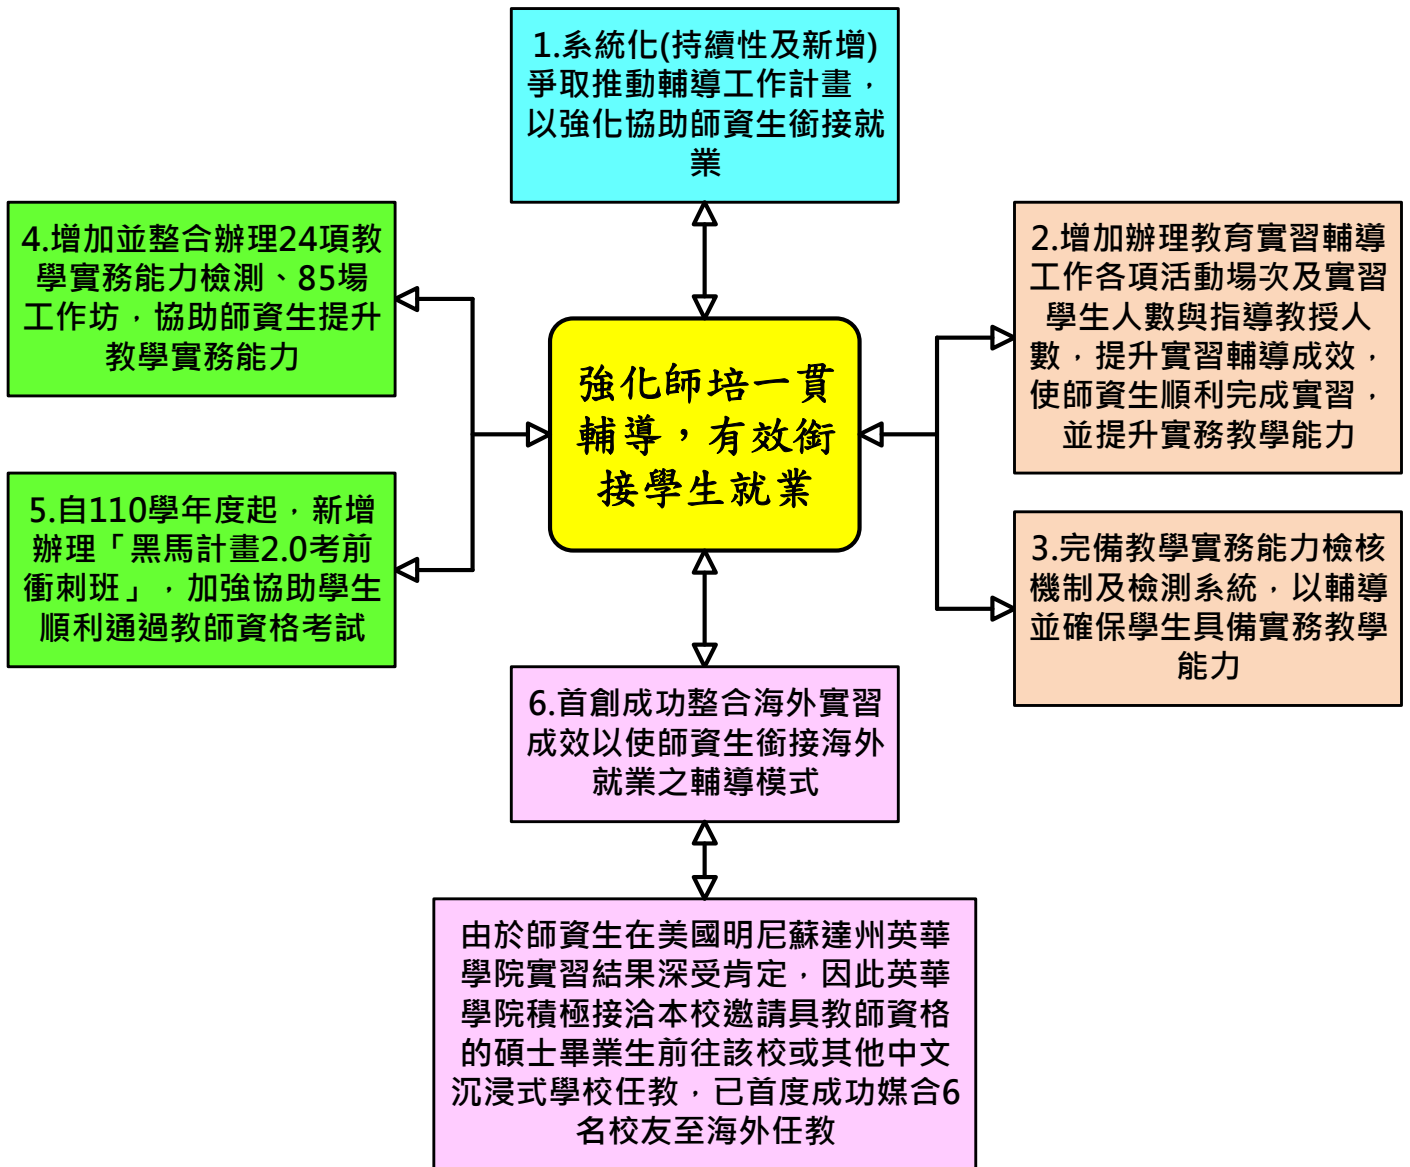 1.系統化(持續性及新增)
爭取推動輔導工作計畫，
以強化協助師資生銜接就
業
4.增加並整合辦理24項教
學實務能力檢測、85場
工作坊，協助師資生提升
教學實務能力
2.增加辦理教育實習輔導
工作各項活動場次及實習
學生人數與指導教授人
數，提升實習輔導成效，
使師資生順利完成實習，
並提升實務教學能力
強化師培一貫
輔導，有效銜
接學生就業
5.自110學年度起，新增
辦理「黑馬計畫2.0考前
衝刺班」，加強協助學生
順利通過教師資格考試
3.完備教學實務能力檢核
機制及檢測系統，以輔導
並確保學生具備實務教學
能力
6.首創成功整合海外實習
成效以使師資生銜接海外
就業之輔導模式
由於師資生在美國明尼蘇達州英華
學院實習結果深受肯定，因此英華
學院積極接洽本校邀請具教師資格
的碩士畢業生前往該校或其他中文
沉浸式學校任教，已首度成功媒合6
名校友至海外任教